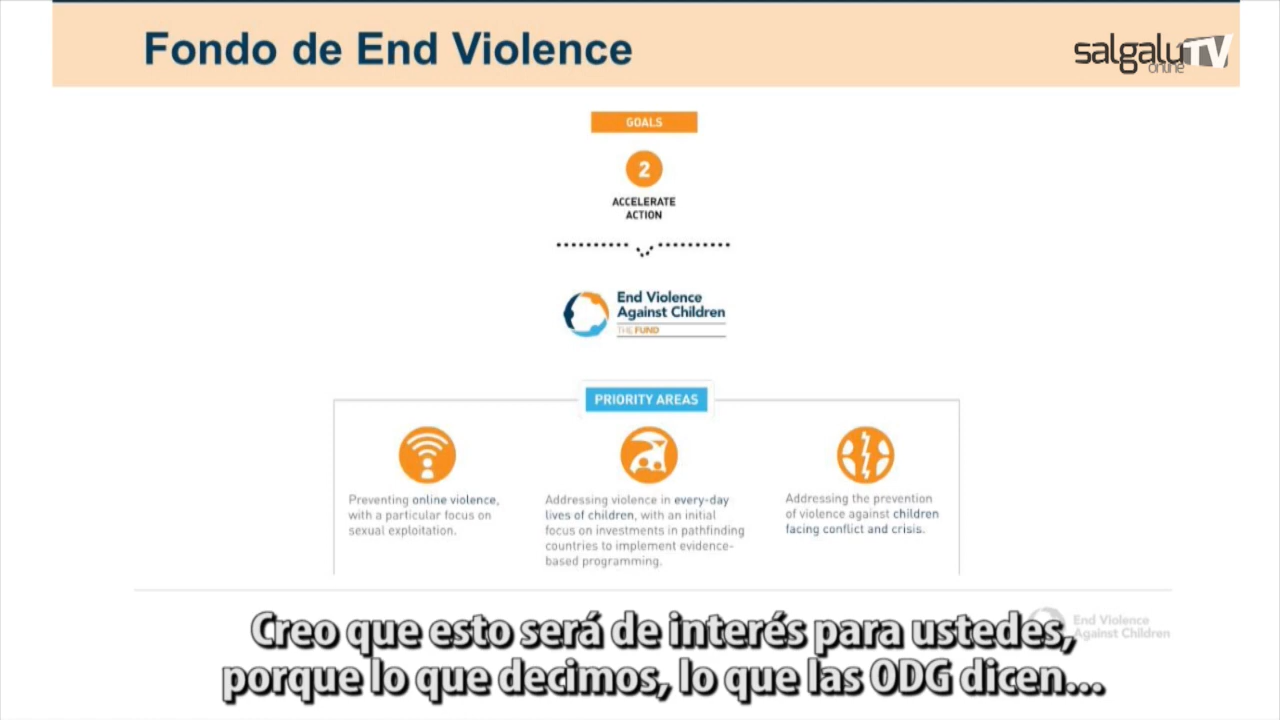 Fondo de End Violence
salgaluTV
online
GOALS
2
ACCELERATE
ACTION
End Violence
Against Children
THE FUND
PRIORITY AREAS
Preventing online violence,
with a particular focus on
sexual exploitation.
Addressing violence in every-day
lives of children, with an initial
focus on investments in pathfinding
countries to implement evidence-
based programming.
Addressing the prevention
of violence against children
facing conflict and crisis.
End Violence
Against Children
Creo que esto será de interés para ustedes,
porque lo que decimos, lo que las ODG dicen...